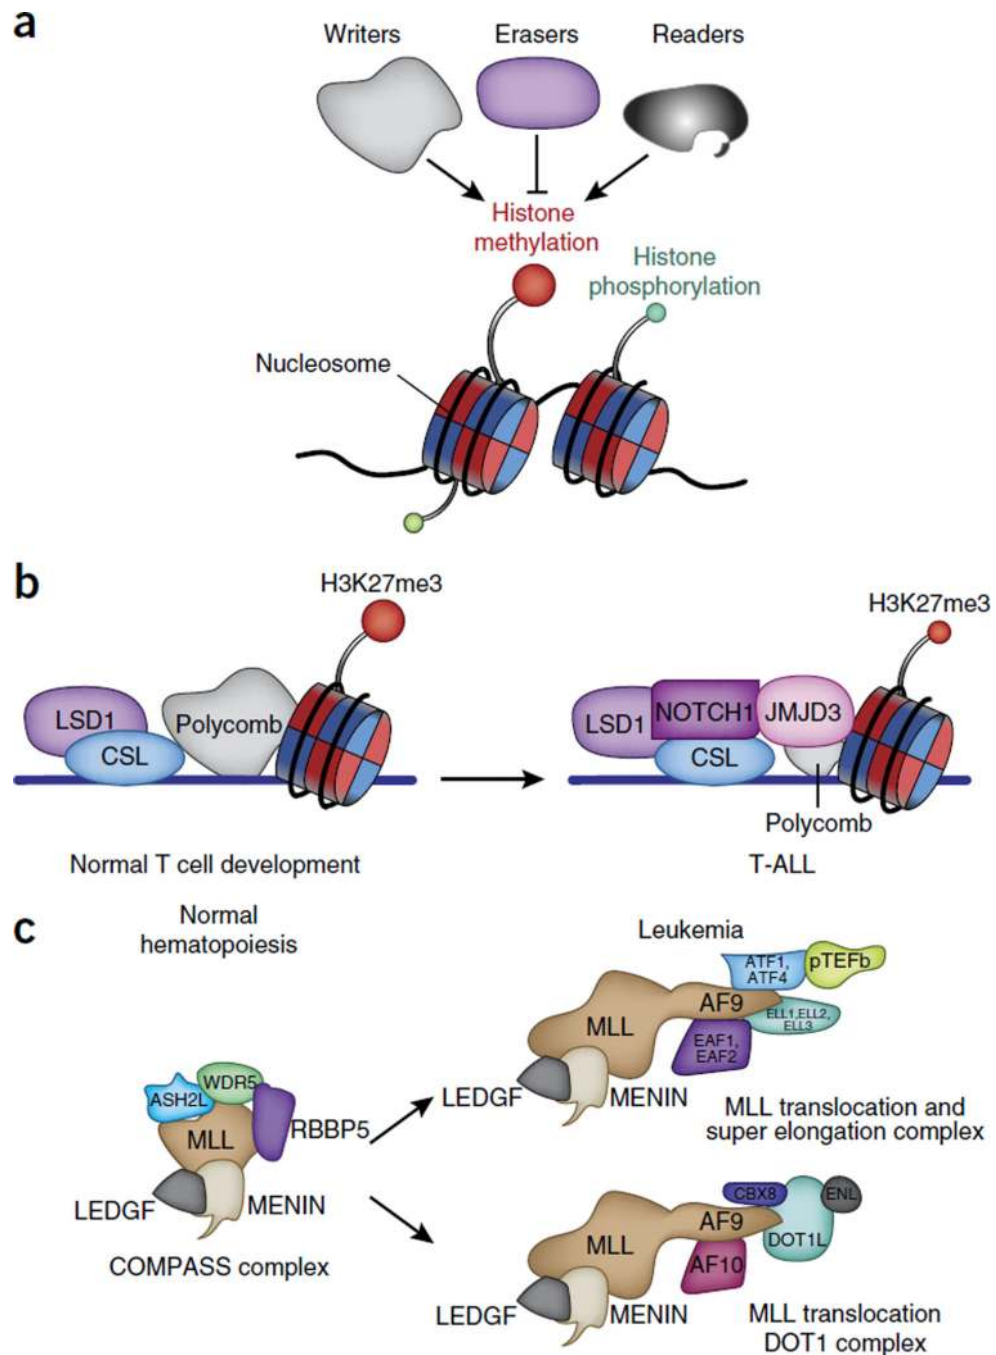 a
Writers Erasers Readers
Histone
methylation
Histone
phosphorylation
Nucleosome
b
H3K27me3
LSD1
CSL
Polycomb
Normal T cell development
H3K27me3
LSD1
NOTCH1
JMJD3
CSL
Polycomb
T-ALL
c
Normal
hematopoiesis
ASH2L
WDR5
RBBP5
MLL
LEDGF
MENIN
COMPASS complex
Leukemia
ATF1,
ATF4
pTEFb
AF9
ELL1,ELL2,
ELL3
MLL
EAF1,
EAF2
LEDGF
MENIN
MLL translocation and
super elongation complex
CBX8
ENL
AF9
DOT1L
MLL
AF10
LEDGF
MENIN
MLL translocation
DOT1 complex